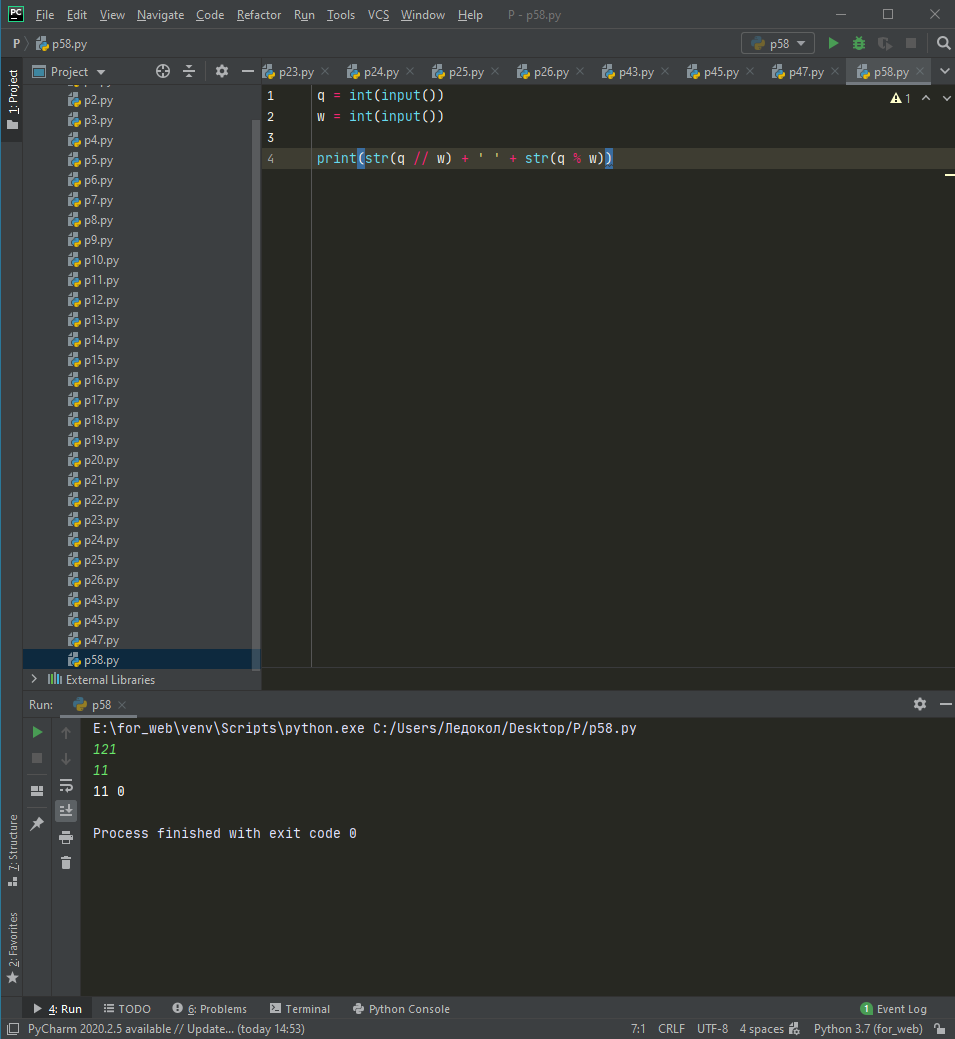 PC File Edit View Navigate Code Refactor Run Tools VCS Window Help P - p58.py
P p58.py p58
1: Project
Project
p23.py p24.py p25.py p26.py p43.py p45.py p47.py p58.py
p2.py
p3.py
p4.py
p5.py
p6.py
p7.py
p8.py
p9.py
p10.py
p11.py
p12.py
p13.py
p14.py
p15.py
p16.py
p17.py
p18.py
p19.py
p20.py
p21.py
p22.py
p23.py
p24.py
p25.py
p26.py
p43.py
p45.py
p47.py
p58.py
External Libraries
1 q = int(input())
2 w = int(input())
3
4 print(str(q // w) + ' ' + str(q % w))
1
Run: p58
E:\for_web\venv\Scripts\python.exe C:/Users/Ледокол/Desktop/P/p58.py
121
11
11 0
Process finished with exit code 0
7: Structure
2: Favorites
4: Run TODO 6: Problems Terminal Python Console 1 Event Log
PyCharm 2020.2.5 available // Update... (today 14:53) 7:1 CRLF UTF-8 4 spaces Python 3.7 (for_web)